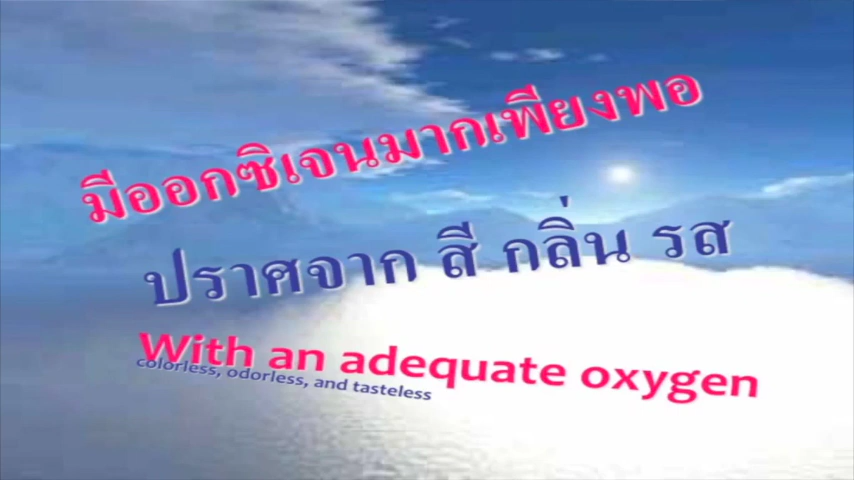 มีออกซิเจนมากเพียงพอ
ปราศจาก สี กลิ่น รส
With an adequate oxygen
colorless, odorless, and tasteless